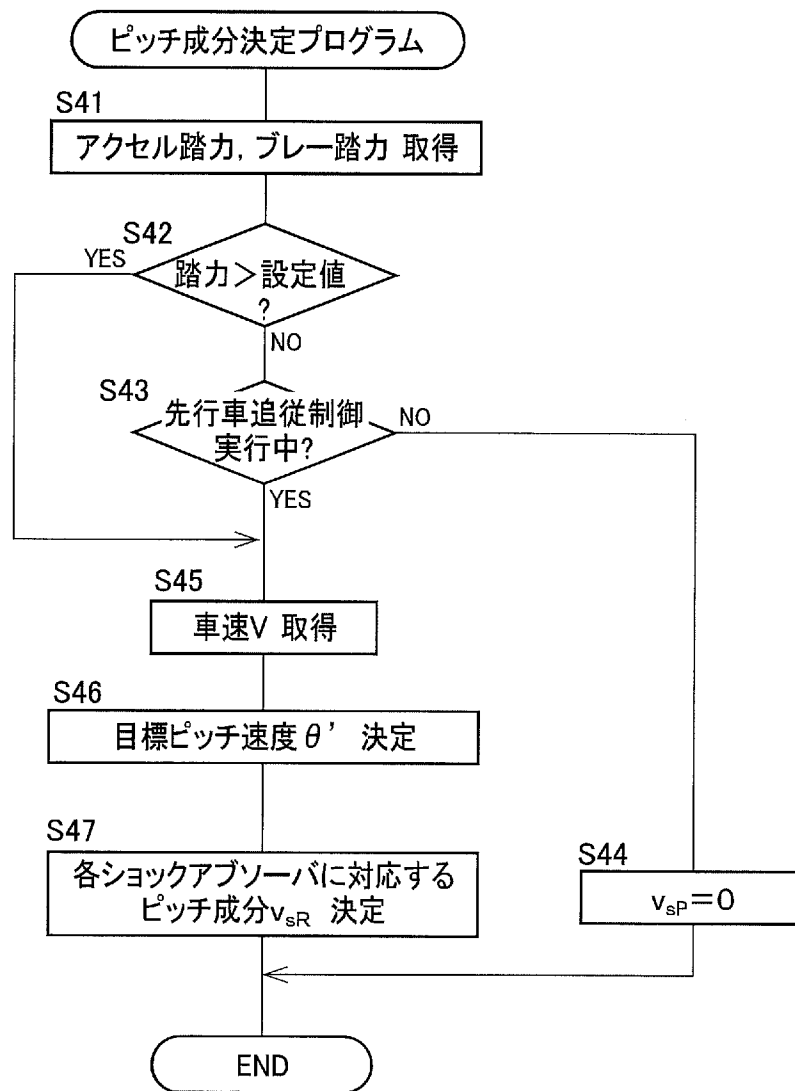 ピッチ成分決定プログラム
S41
アクセル踏力, ブレー踏力 取得
S42
YES
踏力＞設定値
?
NO
S43
先行車追従制御
実行中?
NO
YES
S45
車速V 取得
S46
目標ピッチ速度θ' 決定
S47
各ショックアブソーバに対応する
ピッチ成分vsR 決定
S44
vsP＝0
END